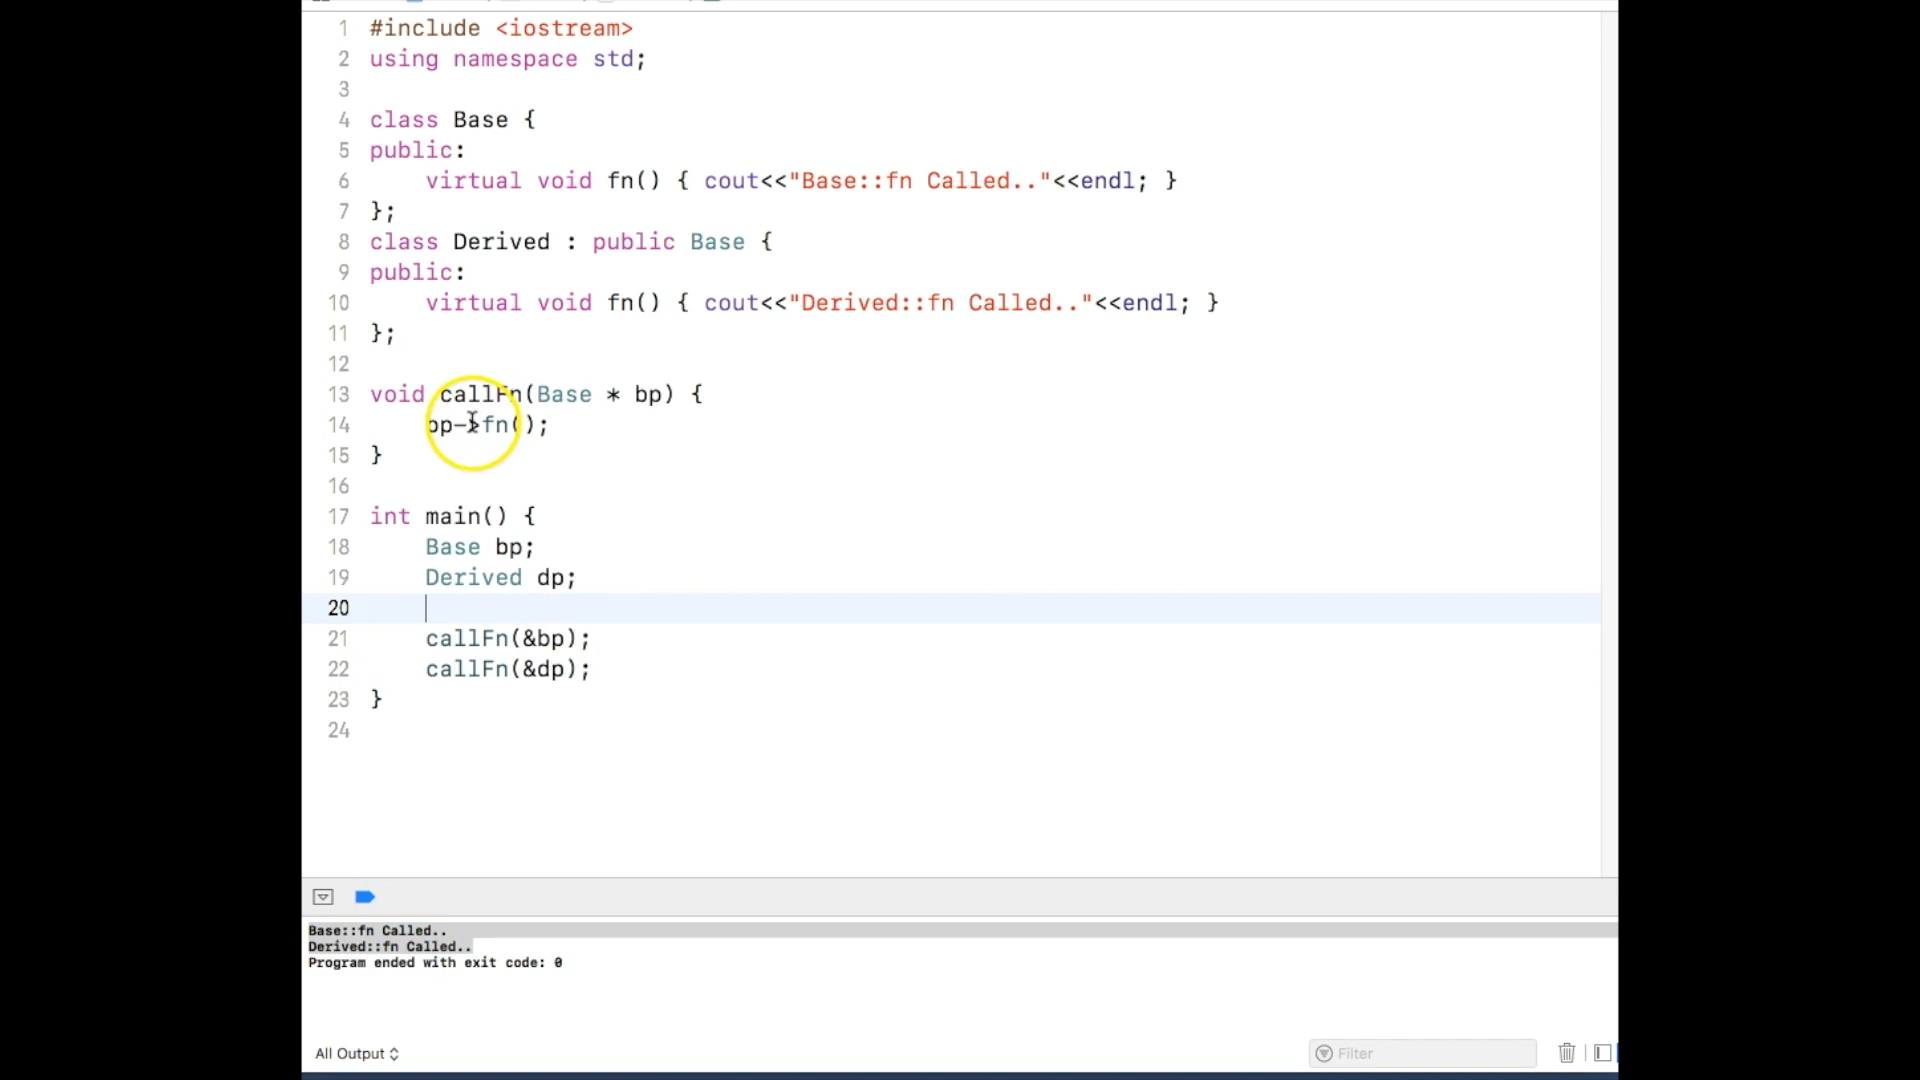 1 #include <iostream>
2 using namespace std;
3
4 class Base {
5 public:
6 virtual void fn() { cout<<"Base::fn Called.."<<endl; }
7 };
8 class Derived : public Base {
9 public:
10 virtual void fn() { cout<<"Derived::fn Called.."<<endl; }
11 };
12
13 void callFn(Base * bp) {
14 bp->fn();
15 }
16
17 int main() {
18 Base bp;
19 Derived dp;
20
21 callFn(&bp);
22 callFn(&dp);
23 }
24
Base::fn Called..
Derived::fn Called..
Program ended with exit code: 0
All Output
Filter